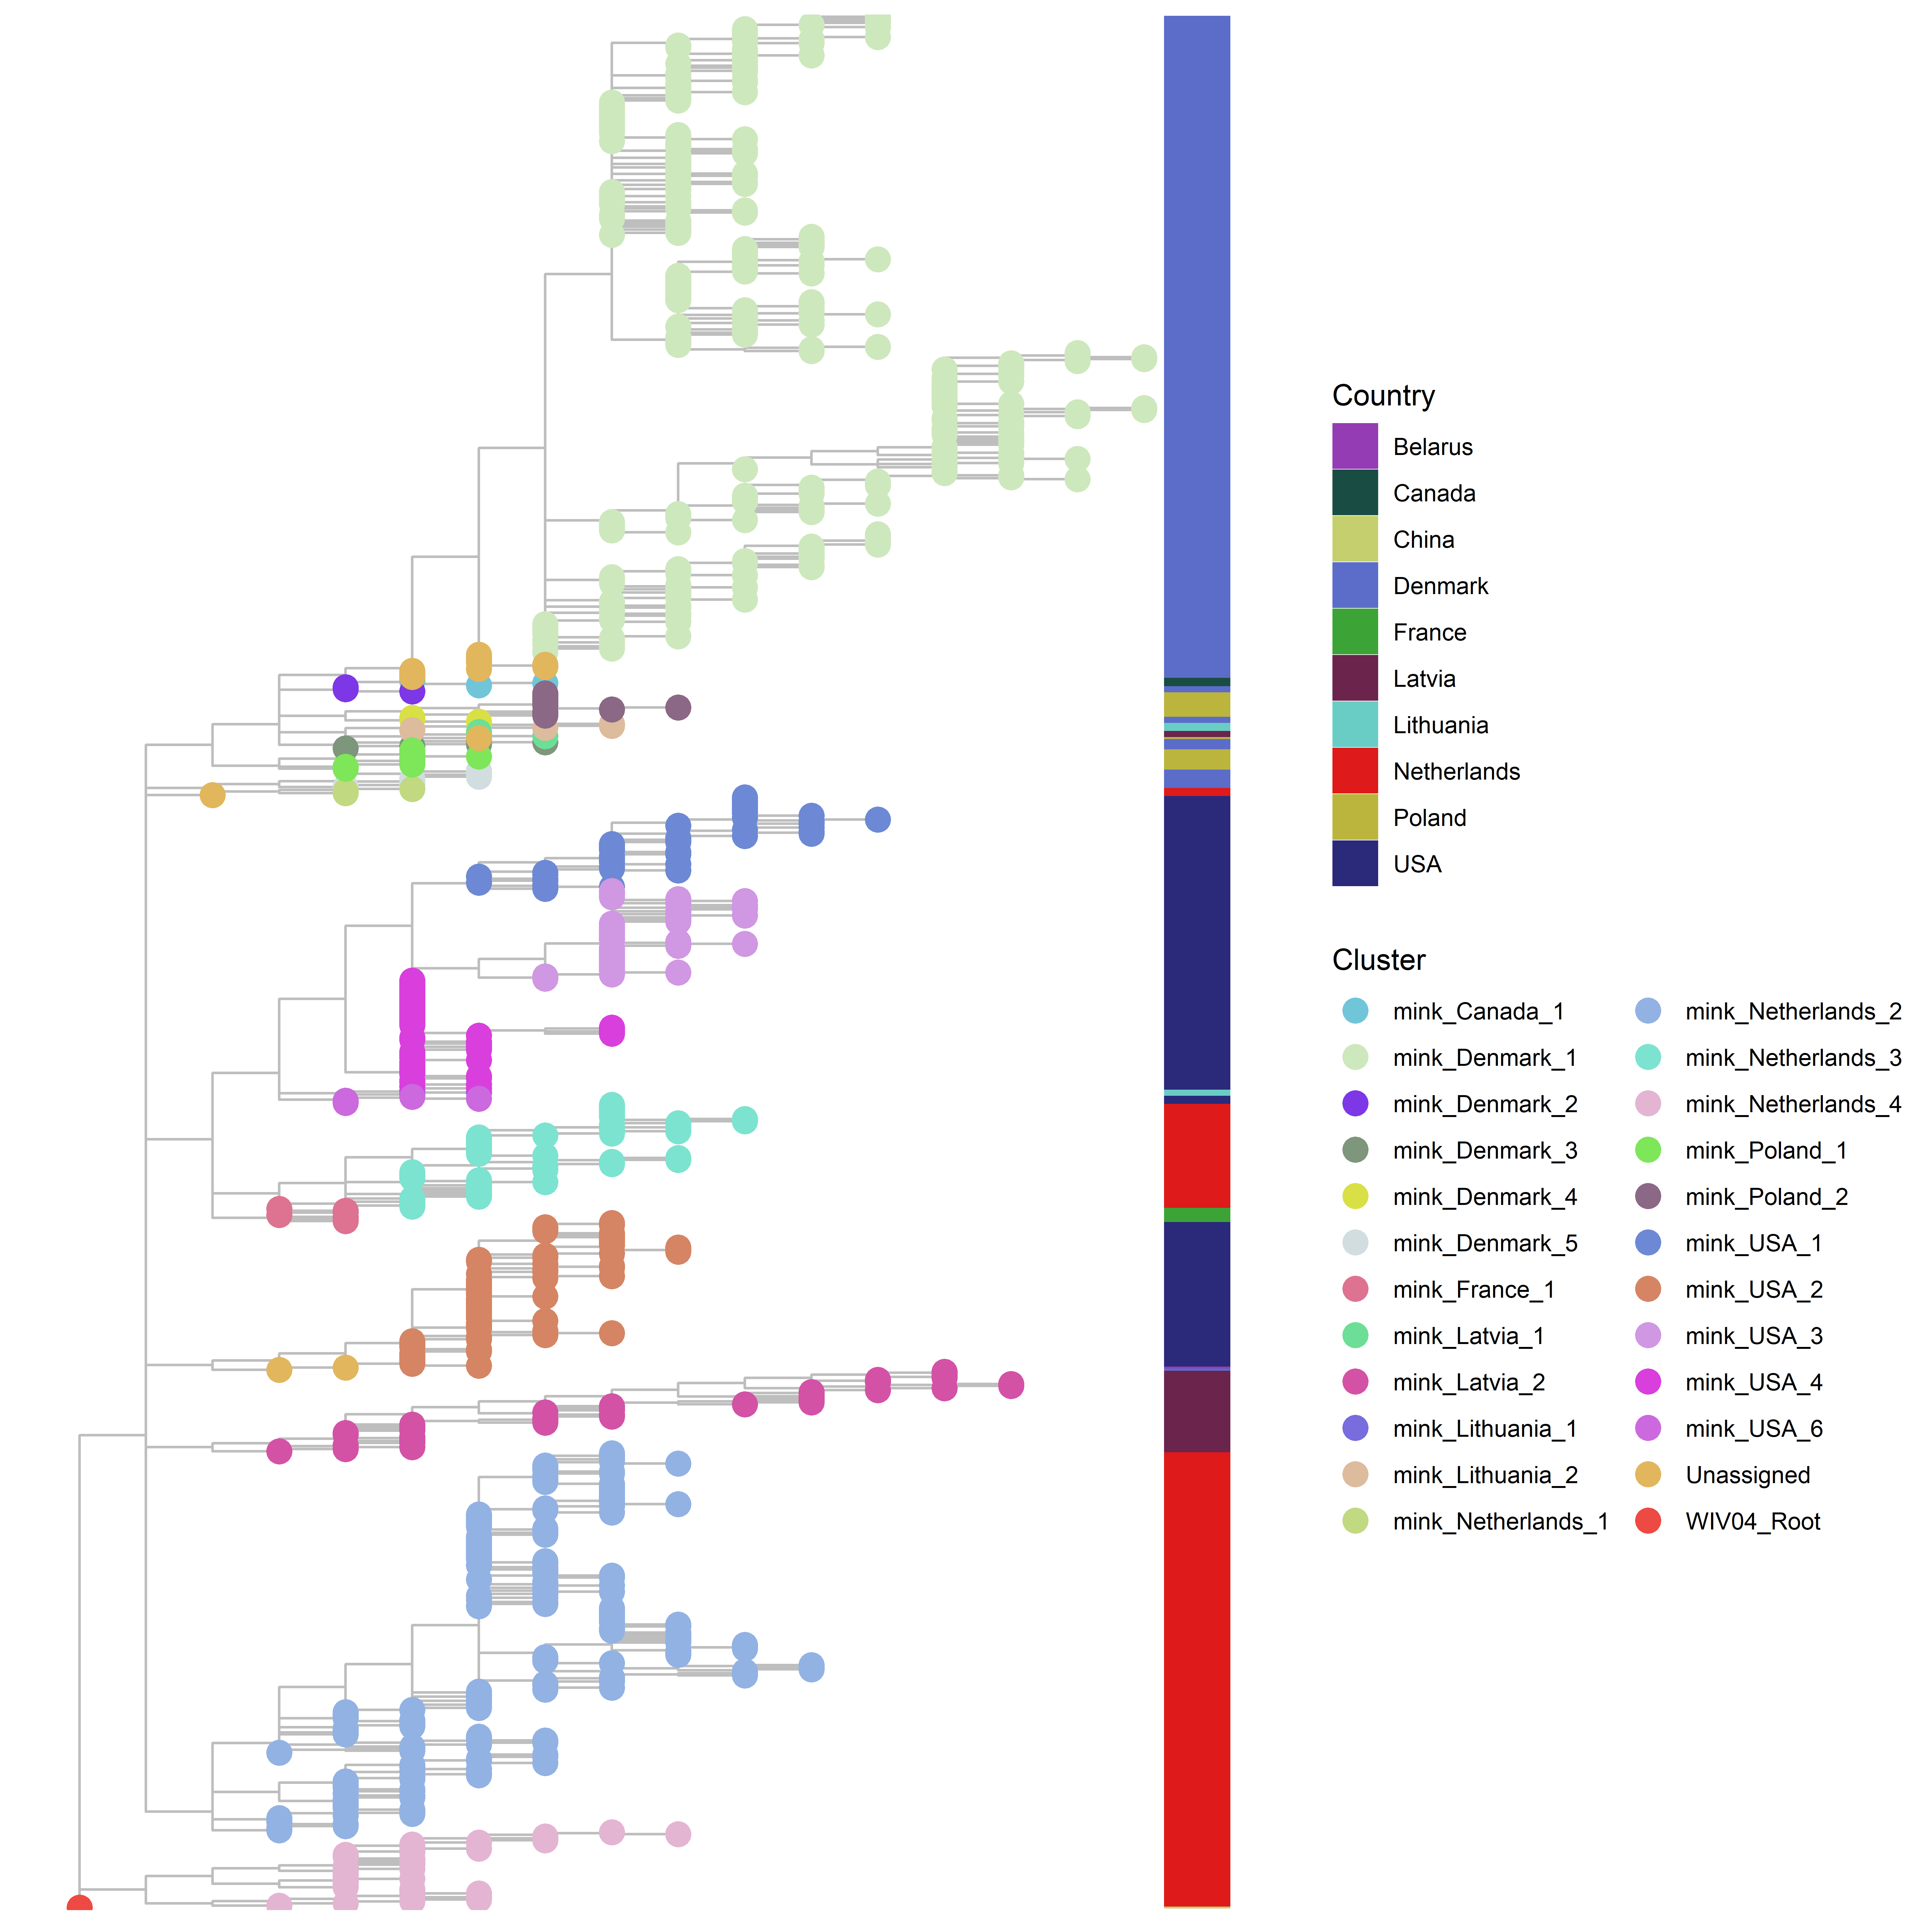 Country
Belarus
Canada
China
Denmark
France
Latvia
Lithuania
Netherlands
Poland
USA
Cluster
mink_Canada_1
mink_Denmark_1
mink_Denmark_2
mink_Denmark_3
mink_Denmark_4
mink_Denmark_5
mink_France_1
mink_Latvia_1
mink_Latvia_2
mink_Lithuania_1
mink_Lithuania_2
mink_Netherlands_1
mink_Netherlands_2
mink_Netherlands_3
mink_Netherlands_4
mink_Poland_1
mink_Poland_2
mink_USA_1
mink_USA_2
mink_USA_3
mink_USA_4
mink_USA_6
Unassigned
WIV04_Root